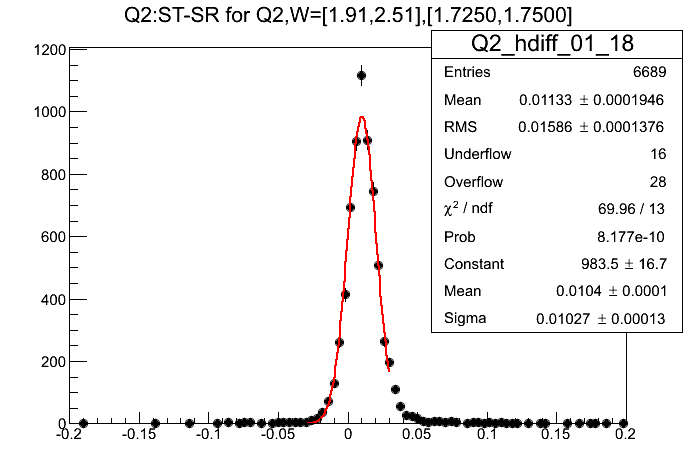 Q2:ST-SR for Q2,W=[1.91,2.51],[1.7250,1.7500]
Q2_hdiff_01_18
Entries 6689
Mean 0.01133 ± 0.0001946
RMS 0.01586 ± 0.0001376
Underflow 16
Overflow 28
χ² / ndf 69.96 / 13
Prob 8.177e-10
Constant 983.5 ± 16.7
Mean 0.0104 ± 0.0001
Sigma 0.01027 ± 0.00013
1200
1000
800
600
400
200
0
-0.2 -0.15 -0.1 -0.05 0 0.05 0.1 0.15 0.2